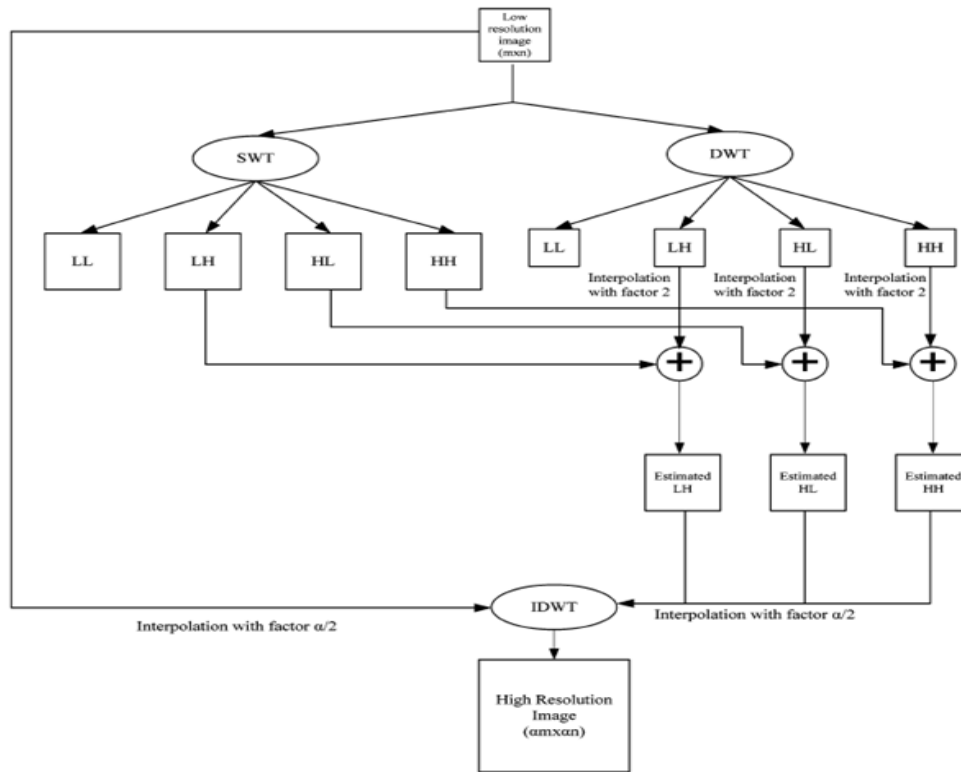 Low
resolution
image
(mxn)
SWT
DWT
LL
LH
HL
HH
LL
LH
HL
HH
Interpolation
with factor 2
Interpolation
with factor 2
Interpolation
with factor 2
+
+
+
Estimated
LH
Estimated
HL
Estimated
HH
IDWT
Interpolation with factor α/2
Interpolation with factor α/2
High Resolution
Image
(αmxαn)